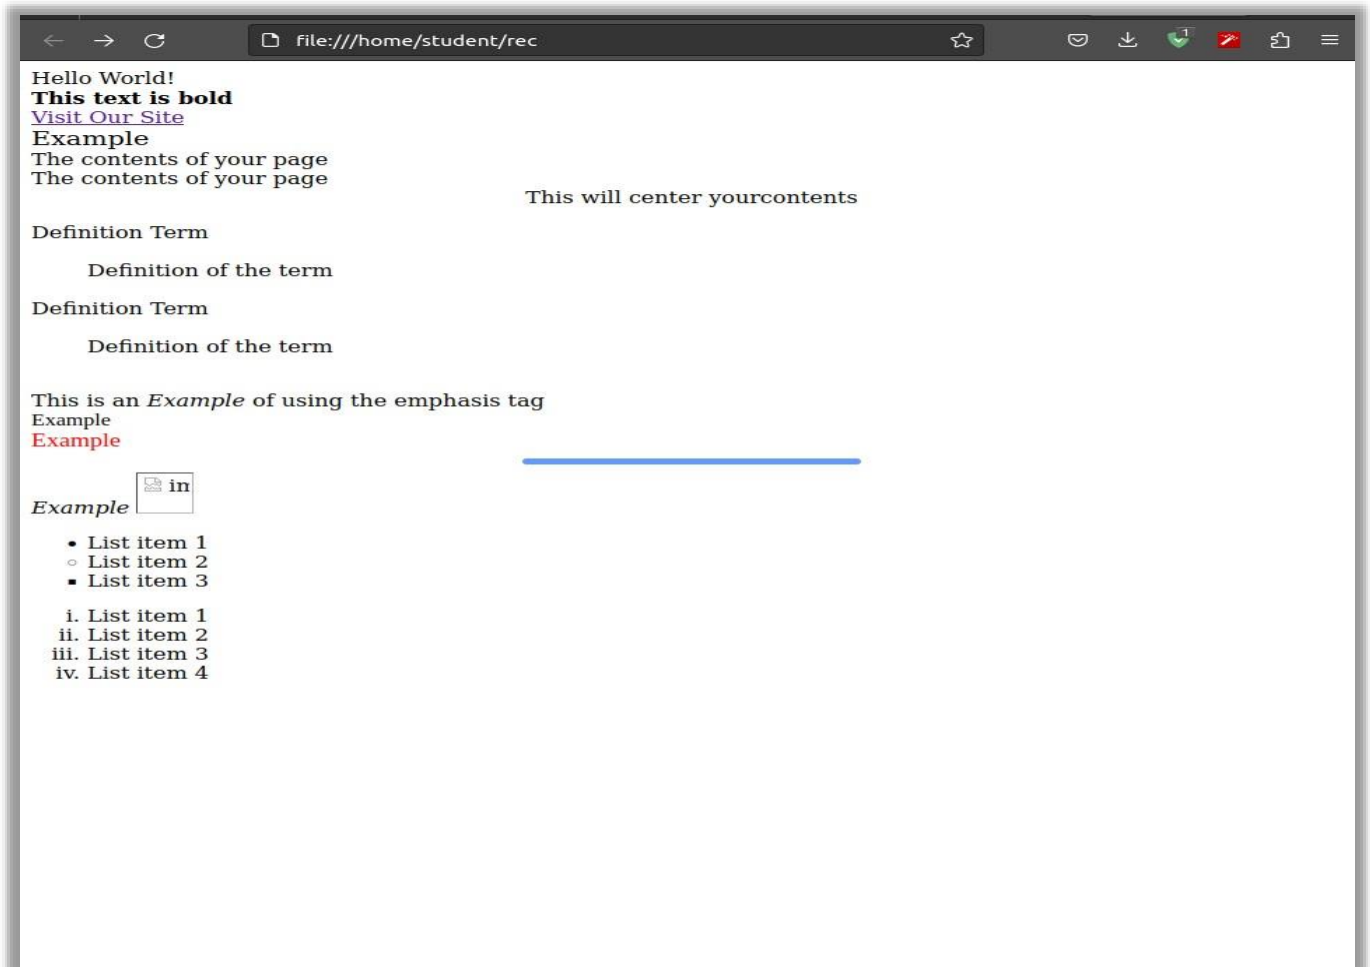 file:///home/student/rec
1
Hello World!
This text is bold
Visit Our Site
Example
The contents of your page
The contents of your page
This will center yourcontents
Definition Term
Definition of the term
Definition Term
Definition of the term
This is an Example of using the emphasis tag
Example
Example
Example im
• List item 1
◦ List item 2
▪ List item 3
i. List item 1
ii. List item 2
iii. List item 3
iv. List item 4